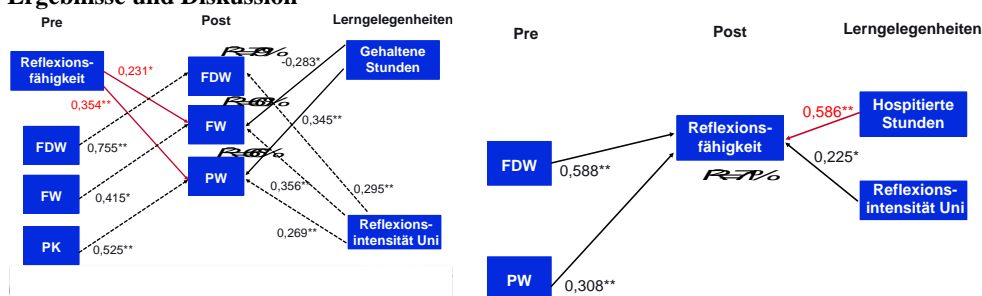 Ergebnisse und Diskussion
Pre
Post
Lerngelegenheiten
Reflexions-
fähigkeit
FDW
FW
PK
FDW
FW
PW
Gehaltene
Stunden
Reflexions-
intensität Uni
0,231*
0,354**
0,755**
0,415*
0,525**
-0,283*
0,345**
0,356**
0,295**
0,269**
Pre
Post
Lerngelegenheiten
FDW
PW
Reflexions-
fähigkeit
Hospitierte
Stunden
Reflexions-
intensität Uni
0,588**
0,308**
0,586**
0,225*